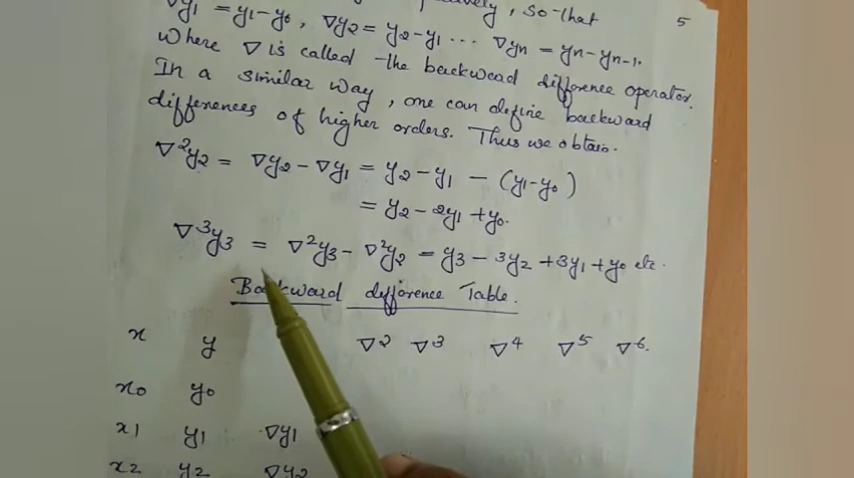 , so that 5
∇y1 = y1-y0, ∇y2 = y2-y1 ... ∇yn = yn-yn-1.
Where ∇ is called the backwead difference operator.
In a similar way, one can define backward
differences of higher orders. Thus we obtain.
∇²y2 = ∇y2 - ∇y1 = y2-y1 - (y1-y0)
= y2-2y1+y0.
∇³y3 = ∇²y3 - ∇²y2 = y3 - 3y2 +3y1 + y0 etc.
Backward difference Table.
x y ∇2 ∇3 ∇4 ∇5 ∇6.
x0 y0
x1 y1 ∇y1
x2 y2 ∇y2